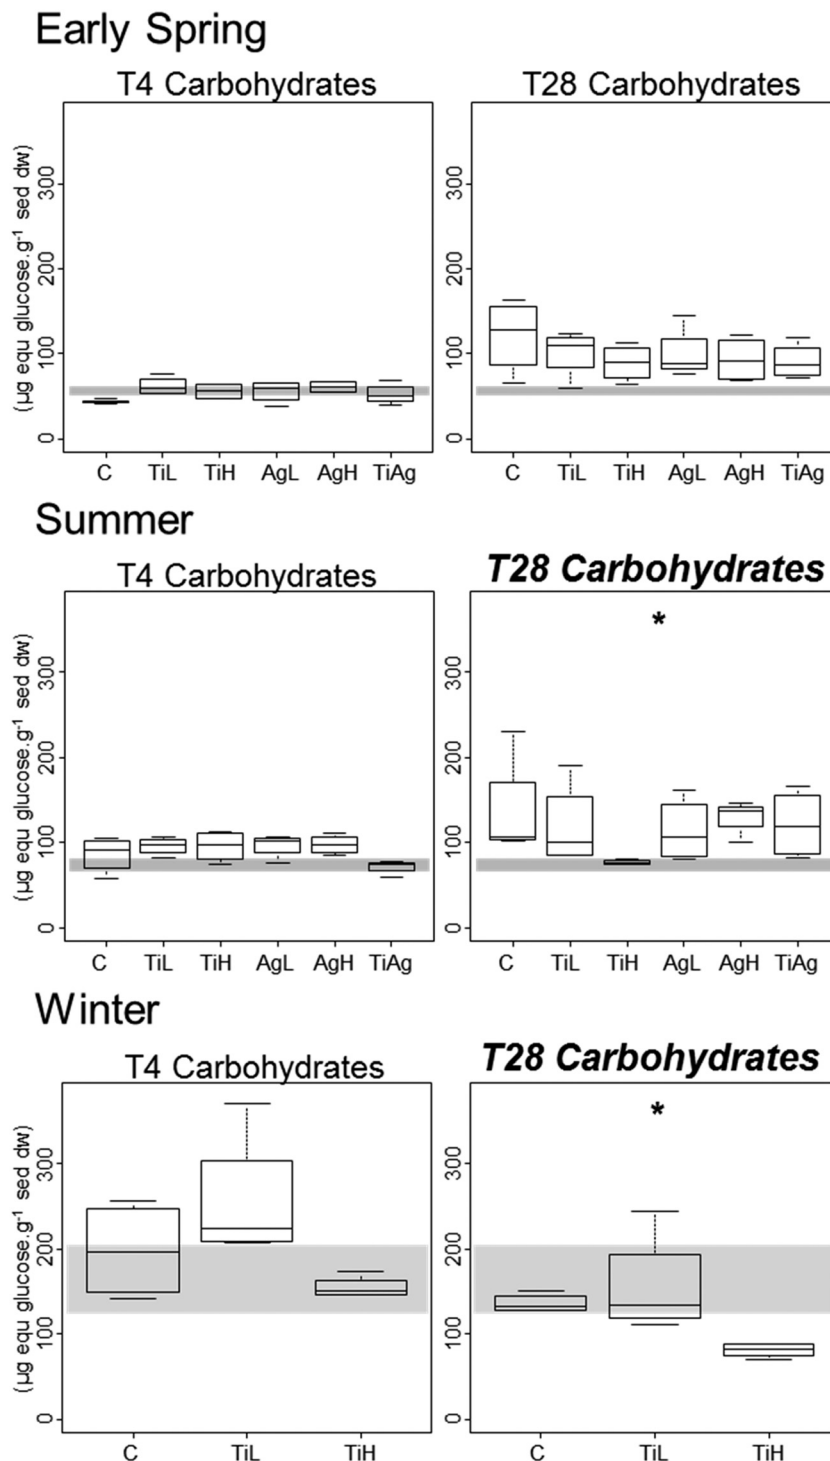 Early Spring
T4 Carbohydrates
T28 Carbohydrates
(µg equ glucose.g⁻¹ sed dw)
300
200
100
0
300
200
100
0
C TiL TiH AgL AgH TiAg
C TiL TiH AgL AgH TiAg
Summer
T4 Carbohydrates
T28 Carbohydrates
*
(µg equ glucose.g⁻¹ sed dw)
300
200
100
0
300
200
100
0
C TiL TiH AgL AgH TiAg
C TiL TiH AgL AgH TiAg
Winter
T4 Carbohydrates
T28 Carbohydrates
*
(µg equ glucose.g⁻¹ sed dw)
300
200
100
0
300
200
100
0
C TiL TiH
C TiL TiH